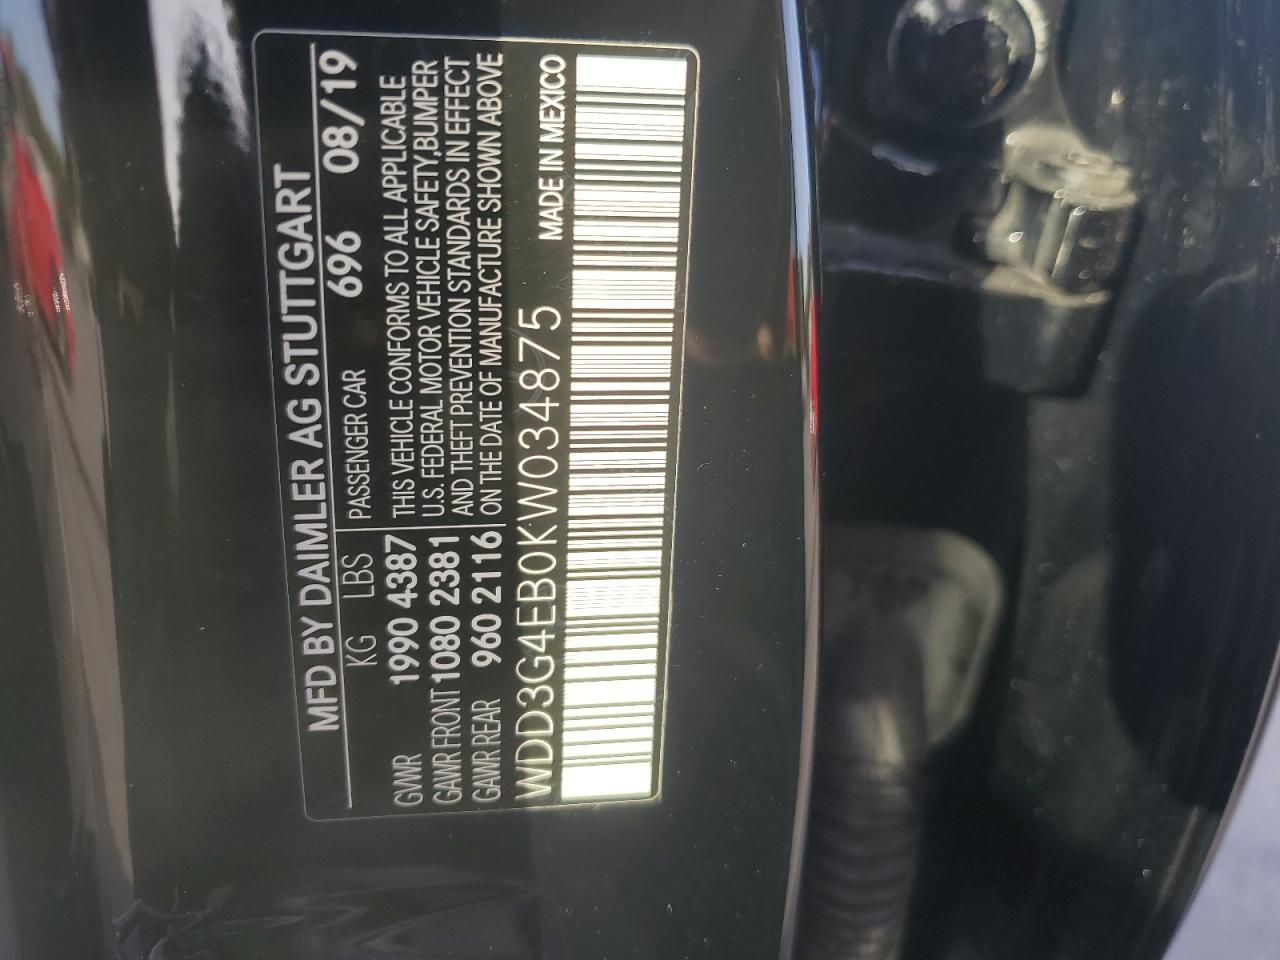 MFD BY DAIMLER AG STUTTGART
KG LBS PASSENGER CAR 696 08/19
GVWR 1990 4387 THIS VEHICLE CONFORMS TO ALL APPLICABLE
GAWR FRONT 1080 2381 U.S. FEDERAL MOTOR VEHICLE SAFETY,BUMPER
GAWR REAR 960 2116 AND THEFT PREVENTION STANDARDS IN EFFECT
ON THE DATE OF MANUFACTURE SHOWN ABOVE
WDD3G4EB0KW034875 MADE IN MEXICO